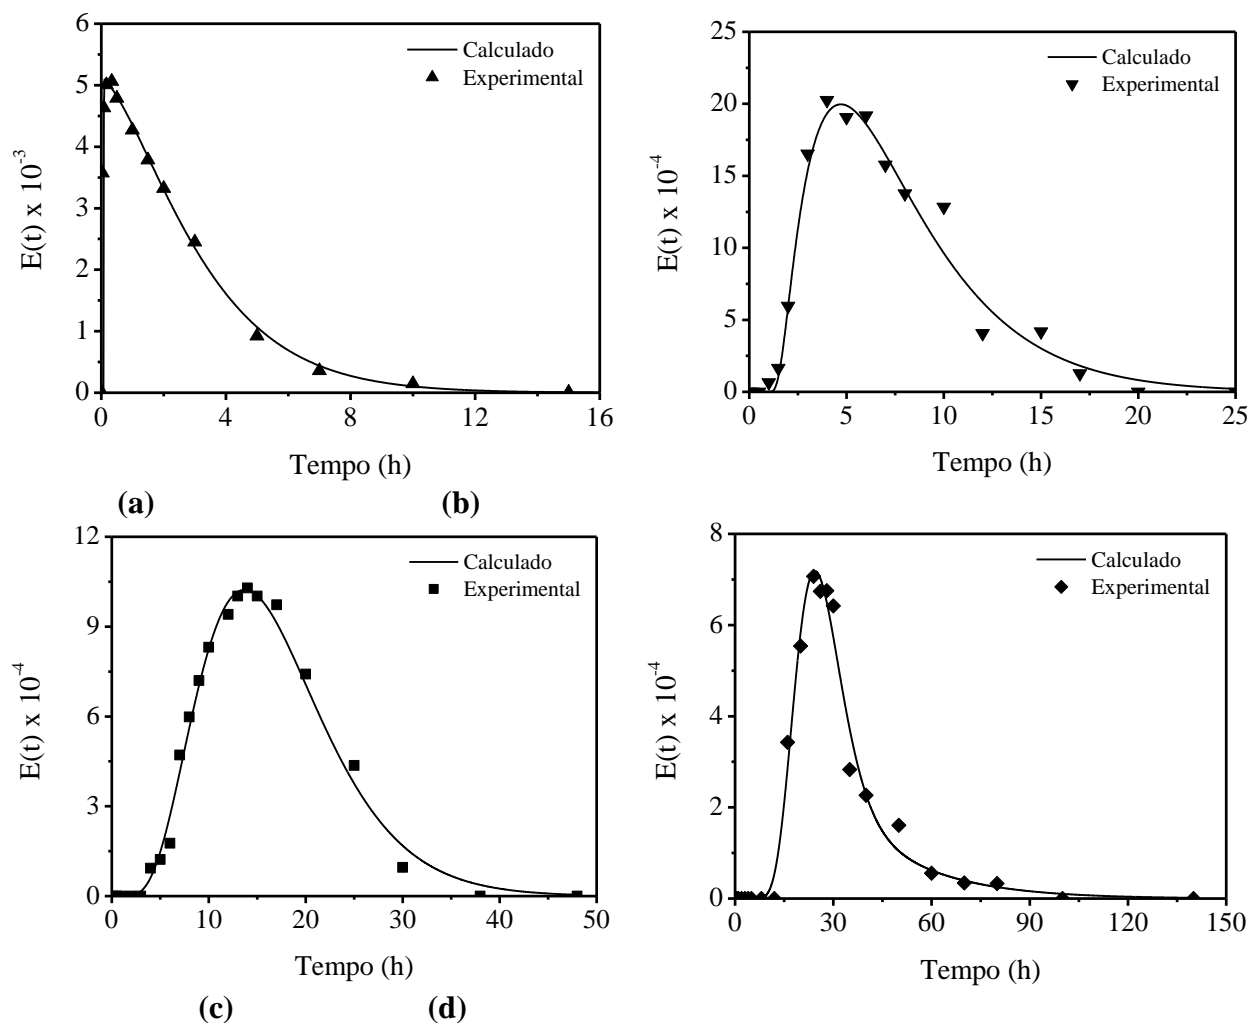 6
5
4
3
2
1
0
E(t) x 10⁻³
Calculado
Experimental
0 4 8 12 16
Tempo (h)
25
20
15
10
5
0
E(t) x 10⁻⁴
Calculado
Experimental
0 5 10 15 20 25
Tempo (h)
(a) (b)
12
9
6
3
0
E(t) x 10⁻⁴
Calculado
Experimental
0 10 20 30 40 50
Tempo (h)
8
6
4
2
0
E(t) x 10⁻⁴
Calculado
Experimental
0 30 60 90 120 150
Tempo (h)
(c) (d)